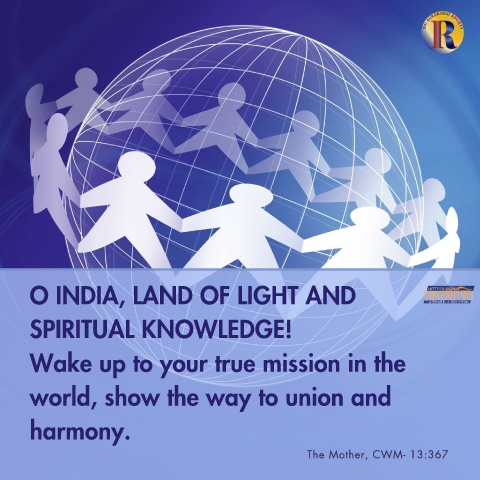 R
O INDIA, LAND OF LIGHT AND
SPIRITUAL KNOWLEDGE!
Wake up to your true mission in the
world, show the way to union and
harmony.
The Mother, CWM- 13:367